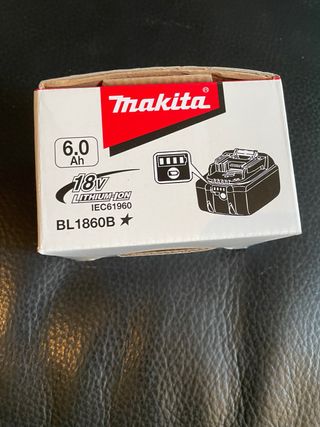 makita
6.0
Ah
18V
LITHIUM-ION
IEC61960
BL1860B ★